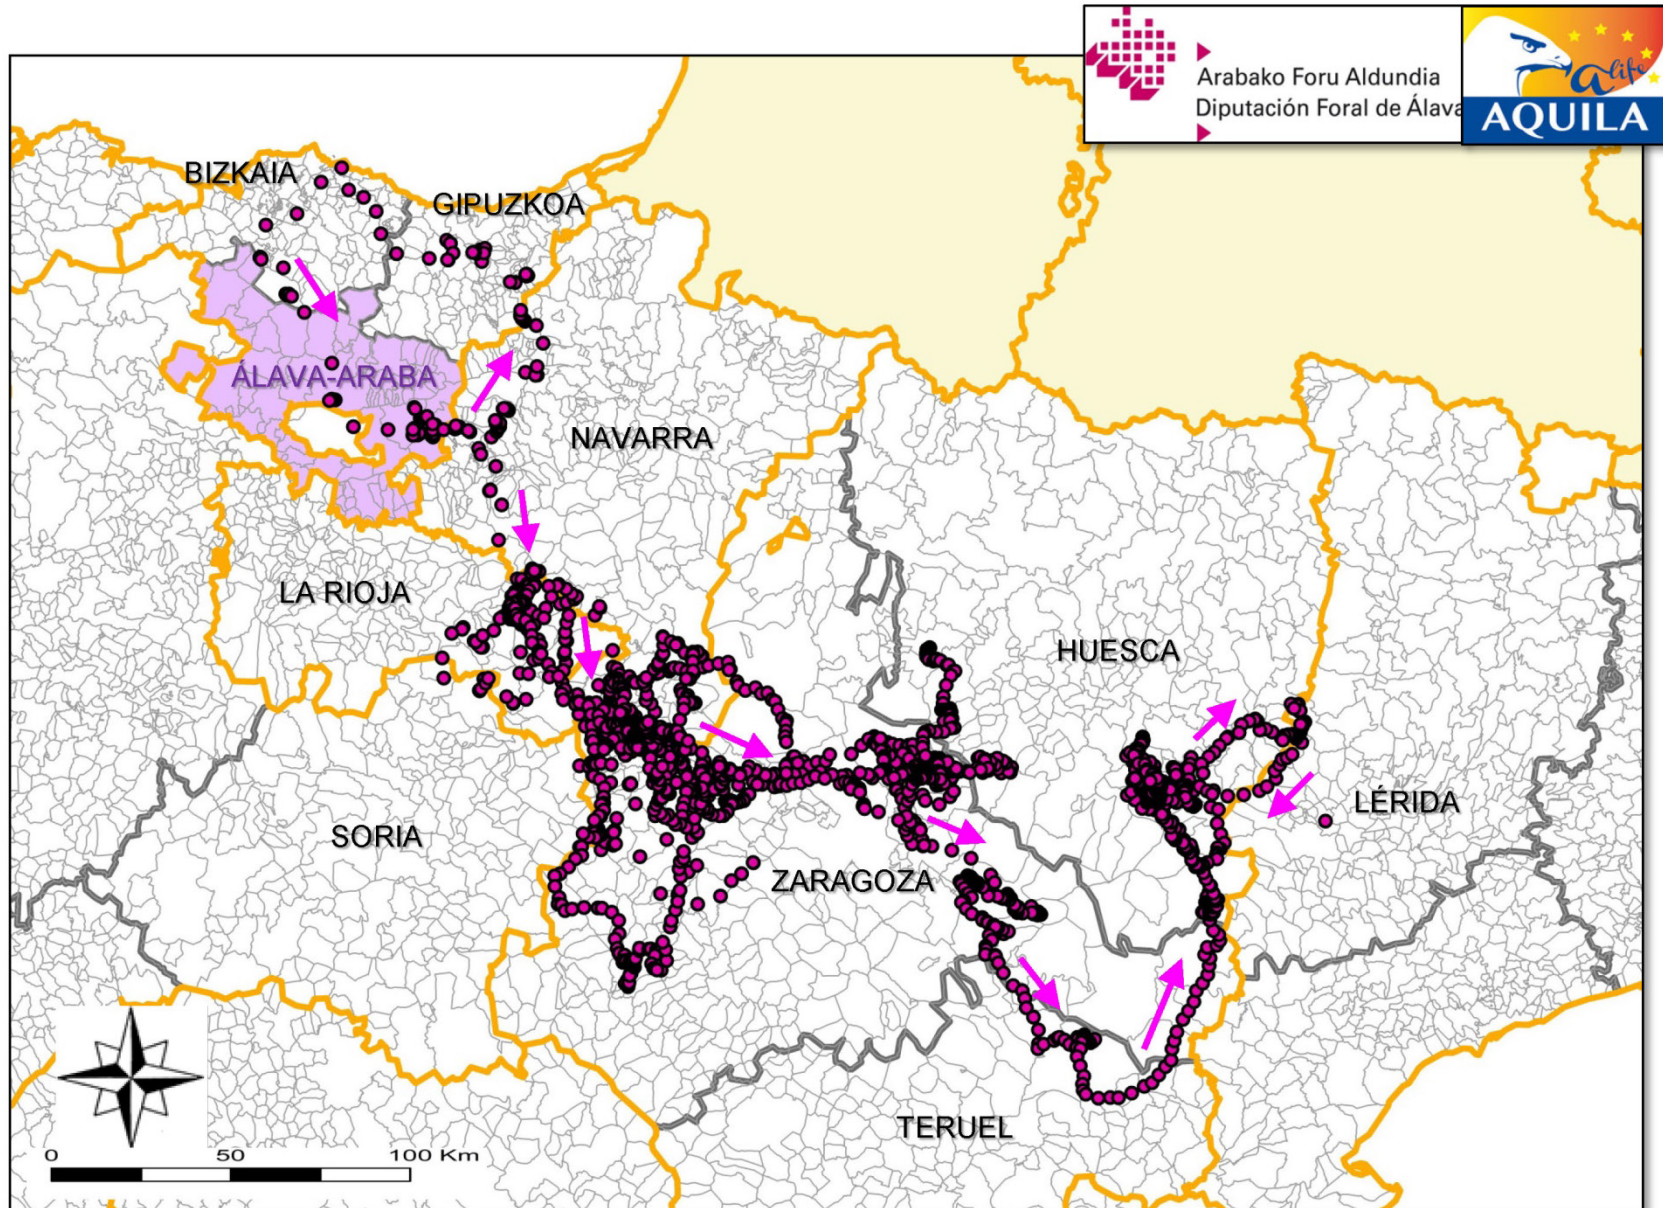 Arabako Foru Aldundia
Diputación Foral de Álava
alife
AQUILA
BIZKAIA
GIPUZKOA
ÁLAVA-ARABA
NAVARRA
LA RIOJA
HUESCA
SORIA
LÉRIDA
ZARAGOZA
TERUEL
0 50 100 Km